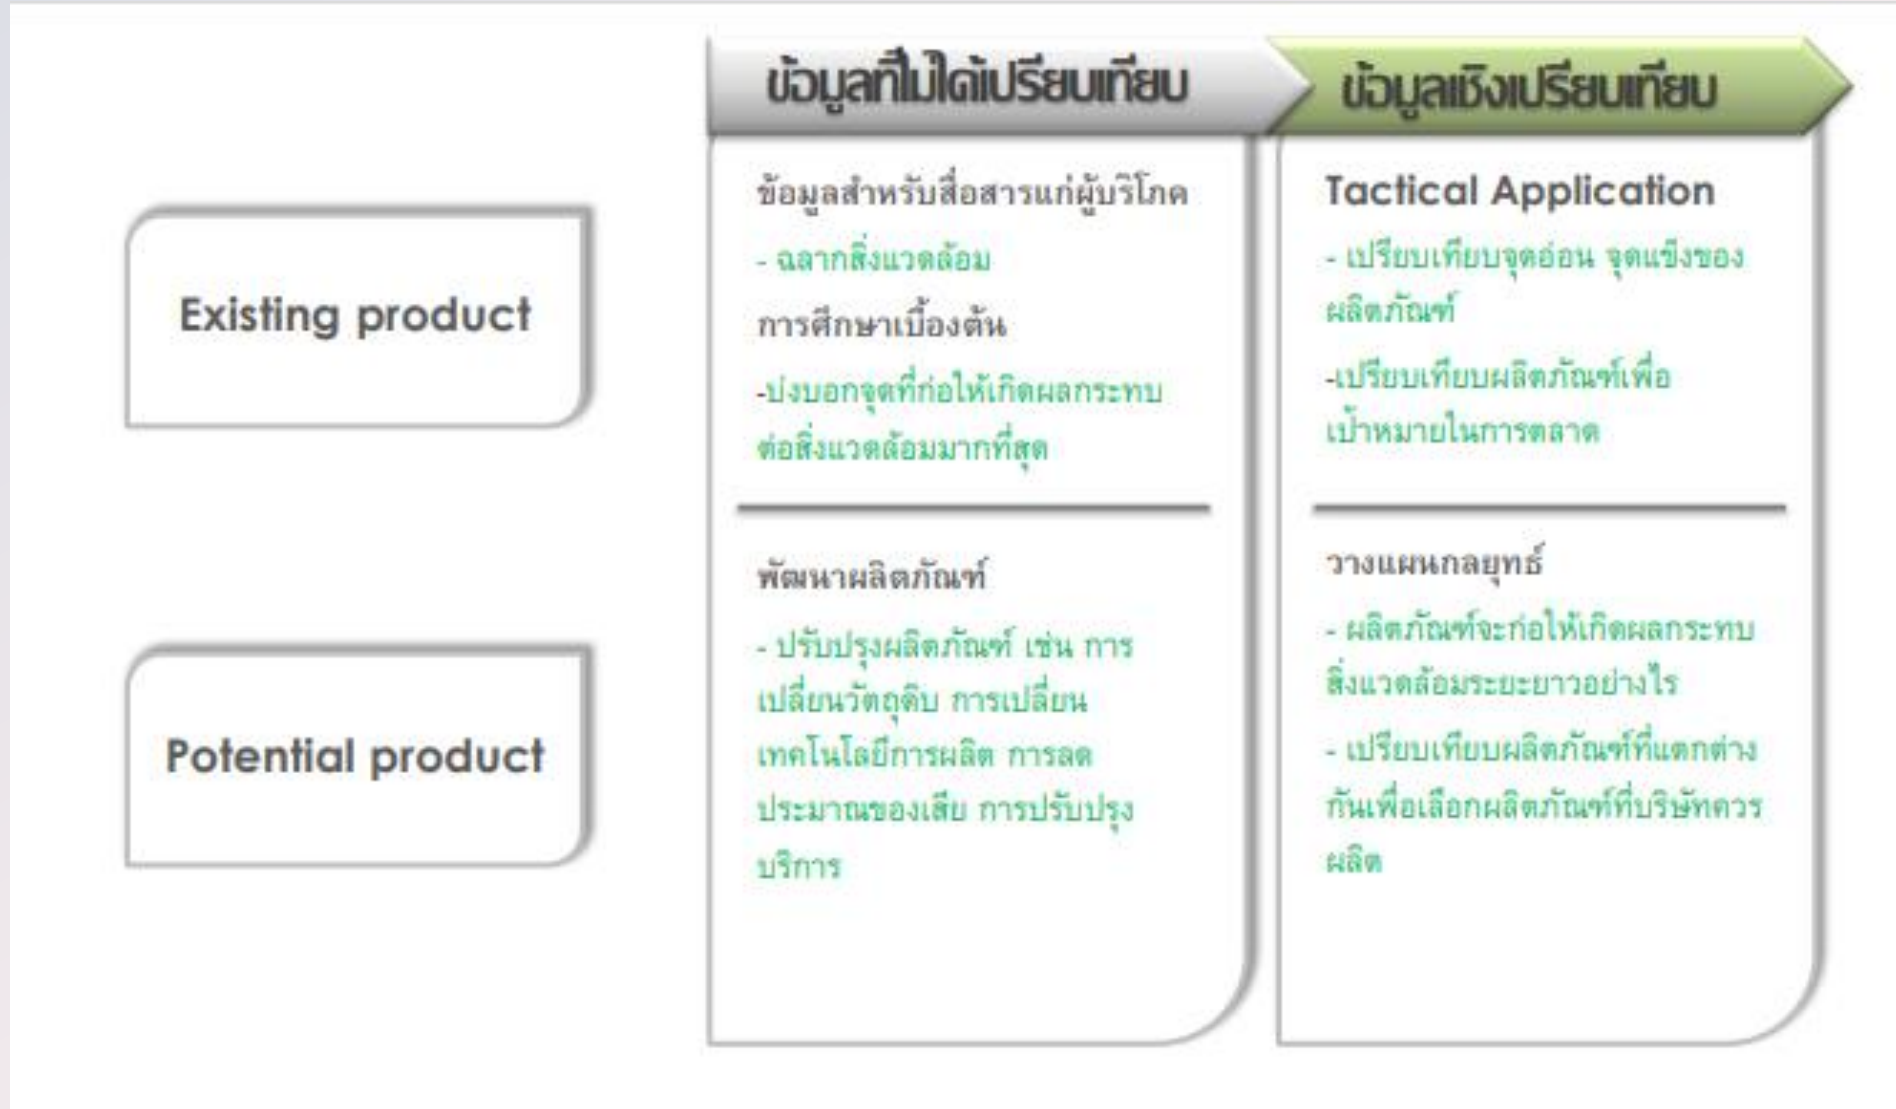 ข้อมูลที่ไม่ได้เปรียบเทียบ
ข้อมูลเชิงเปรียบเทียบ
Existing product
ข้อมูลสำหรับสื่อสารแก่ผู้บริโภค
- ฉลากสิ่งแวดล้อม
การศึกษาเบื้องต้น
-บ่งบอกจุดที่ก่อให้เกิดผลกระทบ
ต่อสิ่งแวดล้อมมากที่สุด
Tactical Application
- เปรียบเทียบจุดอ่อน จุดแข็งของ
ผลิตภัณฑ์
-เปรียบเทียบผลิตภัณฑ์เพื่อ
เป้าหมายในการตลาด
Potential product
พัฒนาผลิตภัณฑ์
- ปรับปรุงผลิตภัณฑ์ เช่น การ
เปลี่ยนวัตถุดิบ การเปลี่ยน
เทคโนโลยีการผลิต การลด
ประมาณของเสีย การปรับปรุง
บริการ
วางแผนกลยุทธ์
- ผลิตภัณฑ์จะก่อให้เกิดผลกระทบ
สิ่งแวดล้อมระยะยาวอย่างไร
- เปรียบเทียบผลิตภัณฑ์ที่แตกต่าง
กันเพื่อเลือกผลิตภัณฑ์ที่บริษัทควร
ผลิต